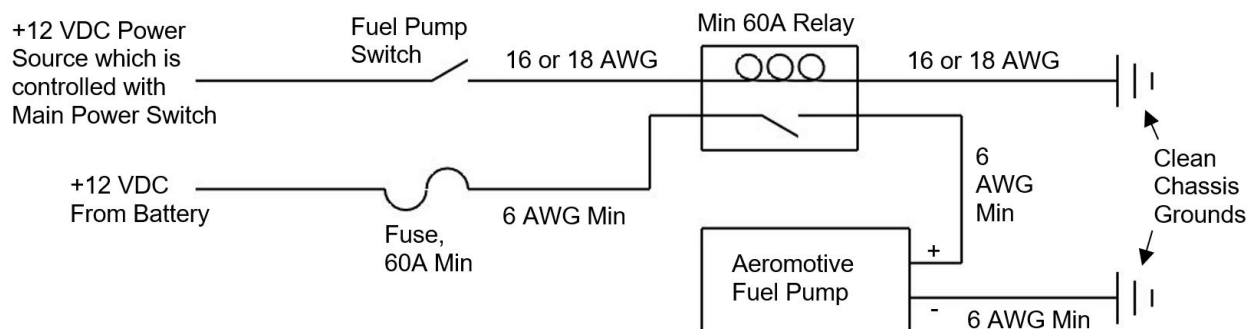 +12 VDC Power
Source which is
controlled with
Main Power Switch
Fuel Pump
Switch
16 or 18 AWG
Min 60A Relay
16 or 18 AWG
+12 VDC
From Battery
Fuse,
60A Min
6 AWG Min
6
AWG
Min
Clean
Chassis
Grounds
Aeromotive
Fuel Pump
+
-
6 AWG Min